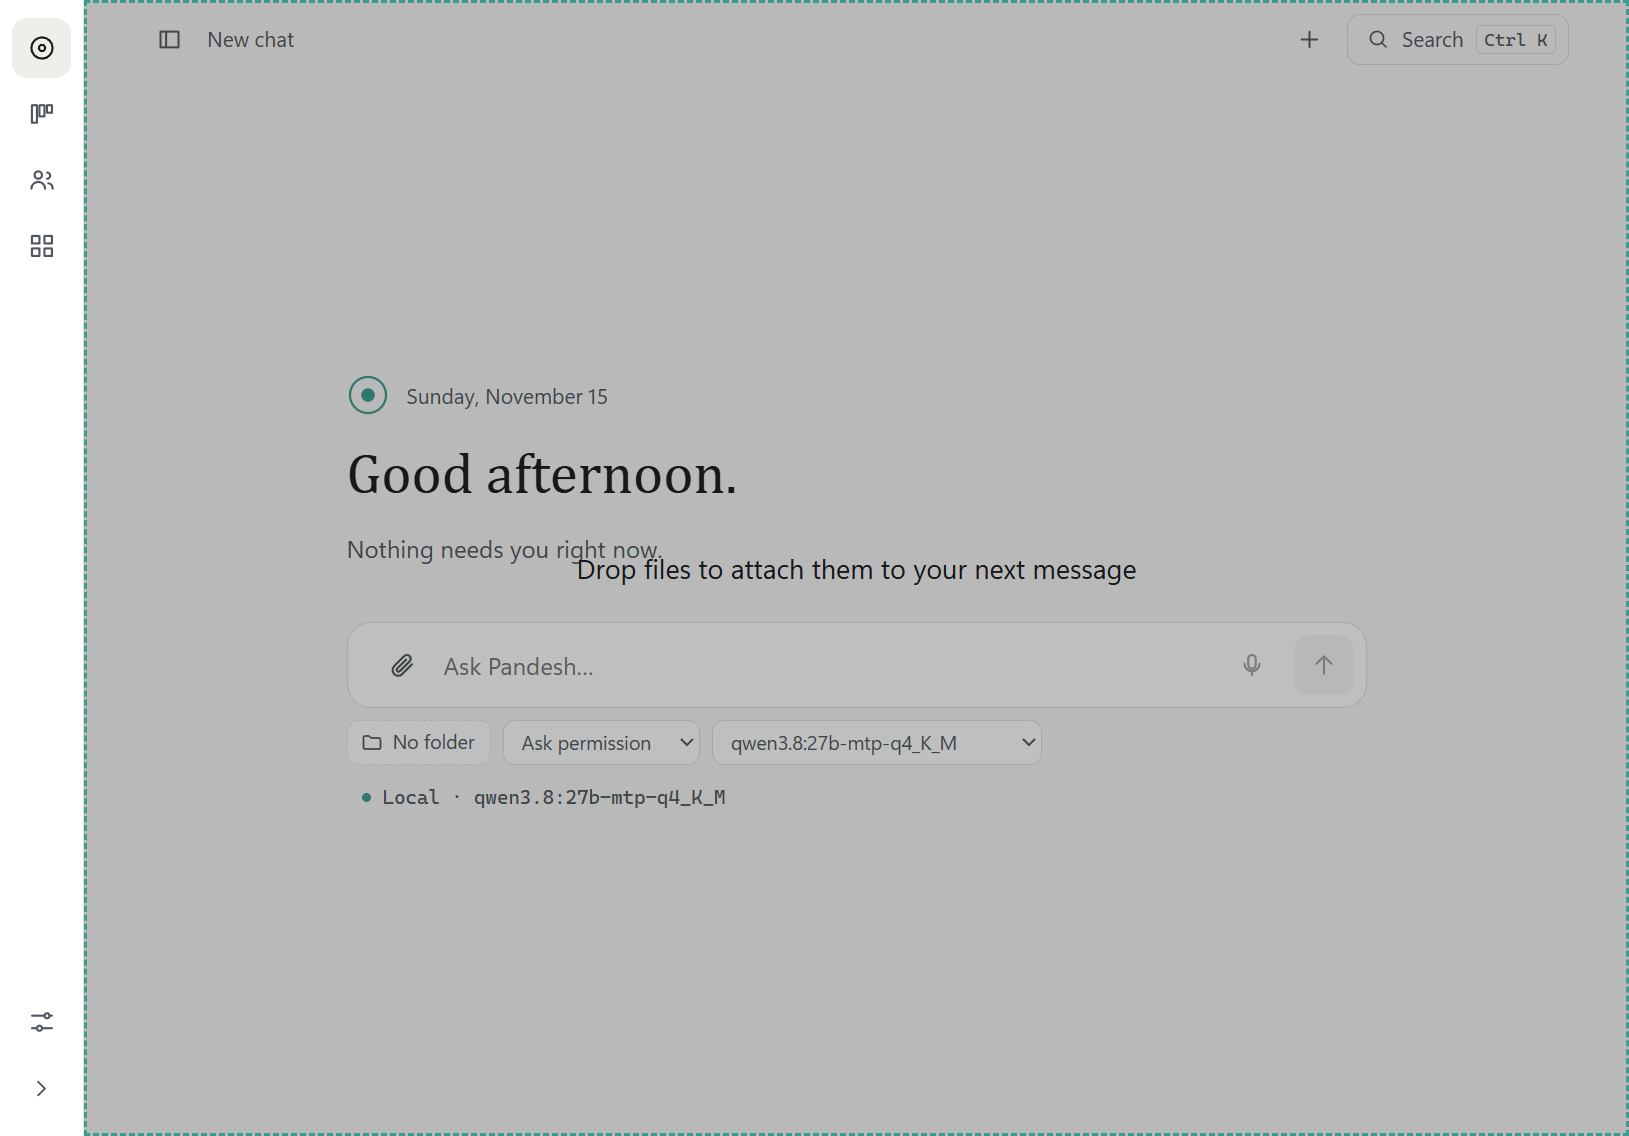 New chat
Search Ctrl K
Sunday, November 15
Good afternoon.
Nothing needs you right now.
Drop files to attach them to your next message
Ask Pandesh...
No folder Ask permission qwen3.8:27b-mtp-q4_K_M
Local · qwen3.8:27b-mtp-q4_K_M